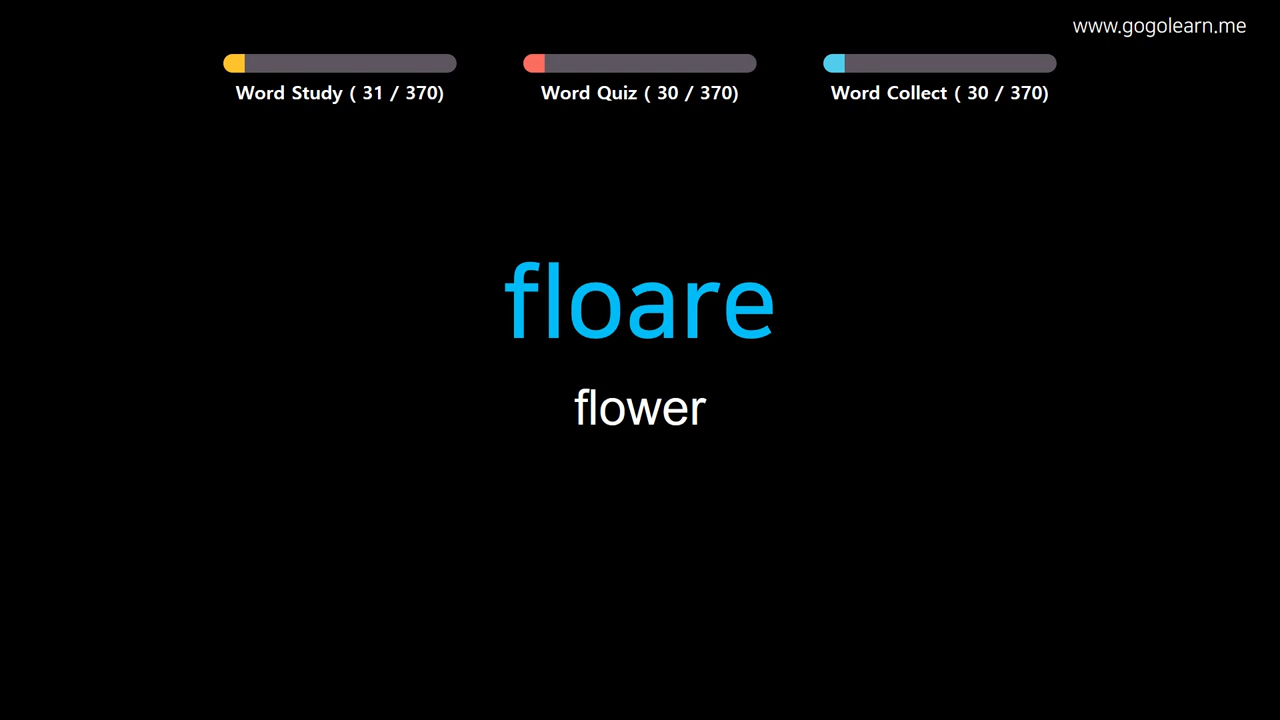 www.gogolearn.me
Word Study ( 31 / 370)
Word Quiz ( 30 / 370)
Word Collect ( 30 / 370)
floare
flower